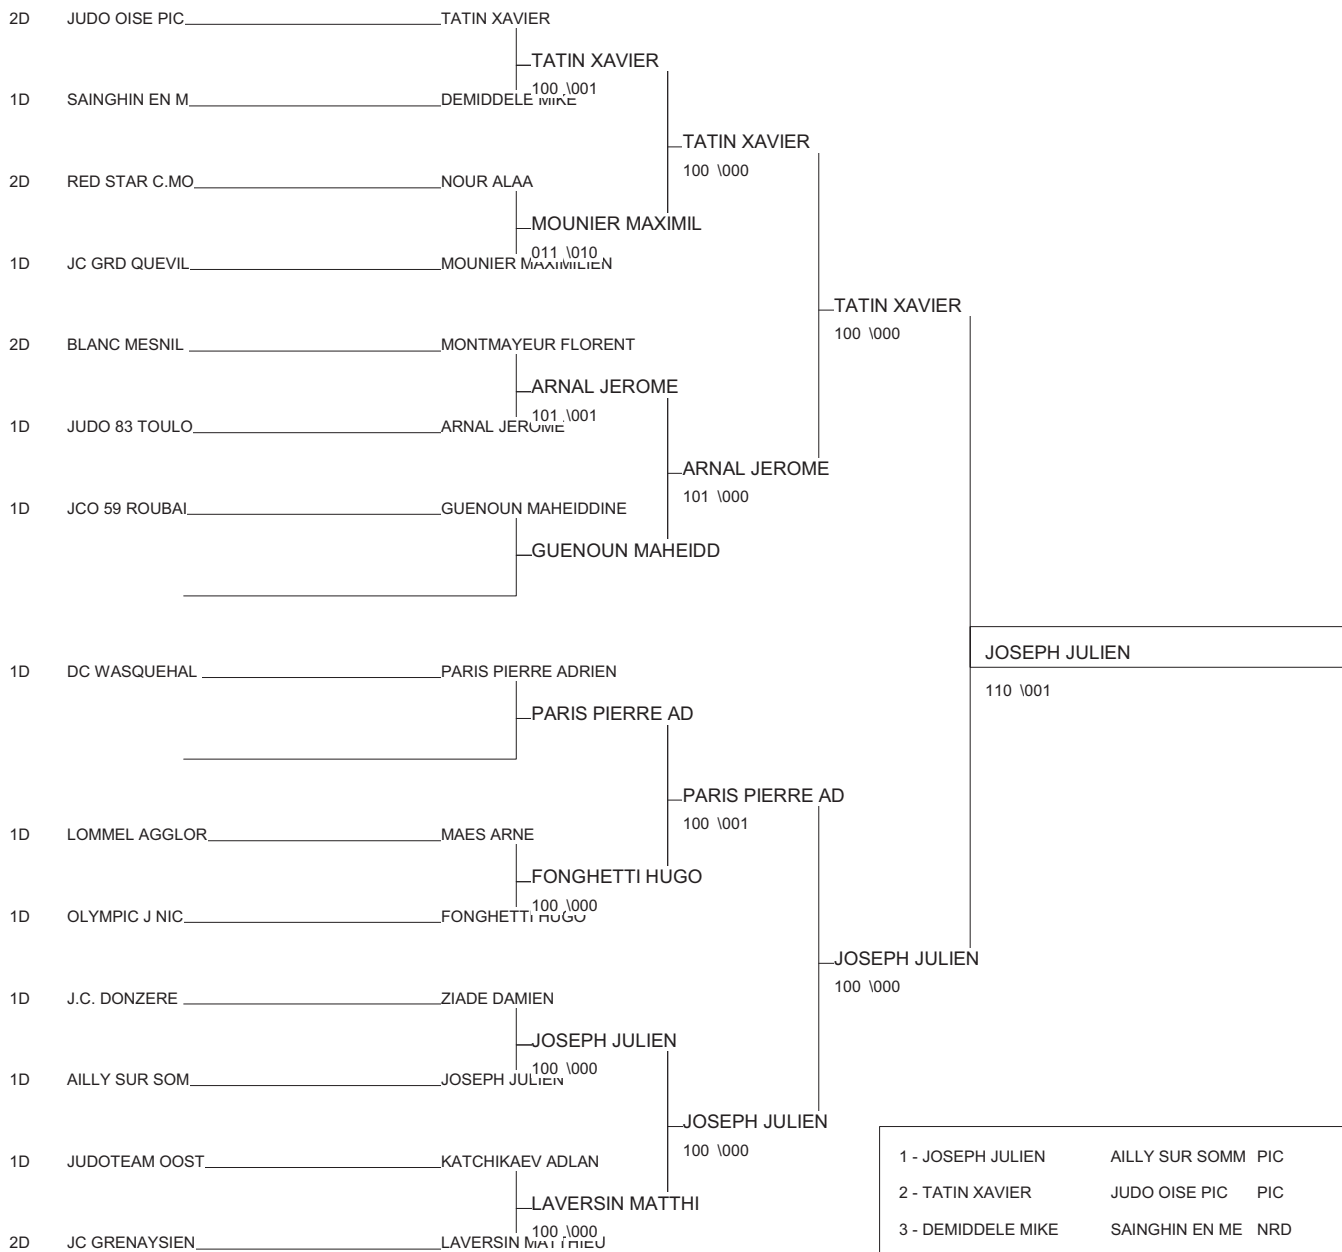 2D JUDO OISE PIC TATIN XAVIER
TATIN XAVIER
100 \001
1D SAINGHIN EN M DEMIDDELE MIKE
TATIN XAVIER
100 \000
2D RED STAR C.MO NOUR ALAA
MOUNIER MAXIMIL
011 \010
1D JC GRD QUEVIL MOUNIER MAXIMILIEN
TATIN XAVIER
100 \000
2D BLANC MESNIL MONTMAYEUR FLORENT
ARNAL JEROME
101 \001
1D JUDO 83 TOULO ARNAL JEROME
ARNAL JEROME
101 \000
1D JCO 59 ROUBAI GUENOUN MAHEIDDINE
GUENOUN MAHEIDD
JOSEPH JULIEN
110 \001
1D DC WASQUEHAL PARIS PIERRE ADRIEN
PARIS PIERRE AD
PARIS PIERRE AD
100 \001
1D LOMMEL AGGLOR MAES ARNE
FONGHETTI HUGO
100 \000
1D OLYMPIC J NIC FONGHETTI HUGO
JOSEPH JULIEN
100 \000
1D J.C. DONZERE ZIADE DAMIEN
JOSEPH JULIEN
100 \000
1D AILLY SUR SOM JOSEPH JULIEN
JOSEPH JULIEN
100 \000
1D JUDOTEAM OOST KATCHIKAEV ADLAN
LAVERSIN MATTHI
100 \000
2D JC GRENAYSIEN LAVERSIN MATTHIEU
1 - JOSEPH JULIEN AILLY SUR SOMM PIC
2 - TATIN XAVIER JUDO OISE PIC PIC
3 - DEMIDDELE MIKE SAINGHIN EN ME NRD